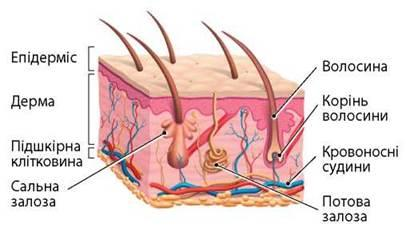 Епідерміс
Дерма
Підшкірна
клітковина
Сальна
залоза
Волосина
Корінь
волосини
Кровоносні
судини
Потова
залоза